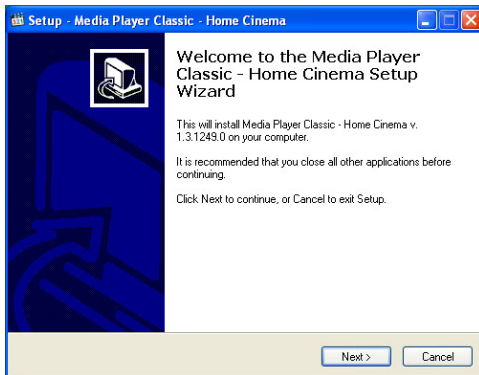 Setup - Media Player Classic - Home Cinema
Welcome to the Media Player
Classic - Home Cinema Setup
Wizard
This will install Media Player Classic - Home Cinema v.
1.3.1249.0 on your computer.
It is recommended that you close all other applications before
continuing.
Click Next to continue, or Cancel to exit Setup.
Next >
Cancel